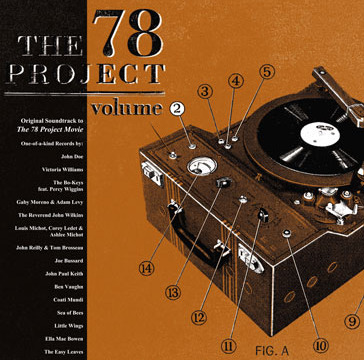 THE 78
PROJECT
volume 2
Original Soundtrack to
The 78 Project Movie
One-of-a-kind Records by:
John Doe
Victoria Williams
The Bo-Keys
feat. Percy Wiggins
Gaby Moreno & Adam Levy
The Reverend John Wilkins
Louis Michot, Corey Ledet &
Ashlee Michot
John Reilly & Tom Brosseau
Joe Bussard
John Paul Keith
Ben Vaughn
Coati Mundi
Sea of Bees
Little Wings
Ella Mae Bowen
The Easy Leaves
3
4
5
14
13
12
11
10
9
FIG. A